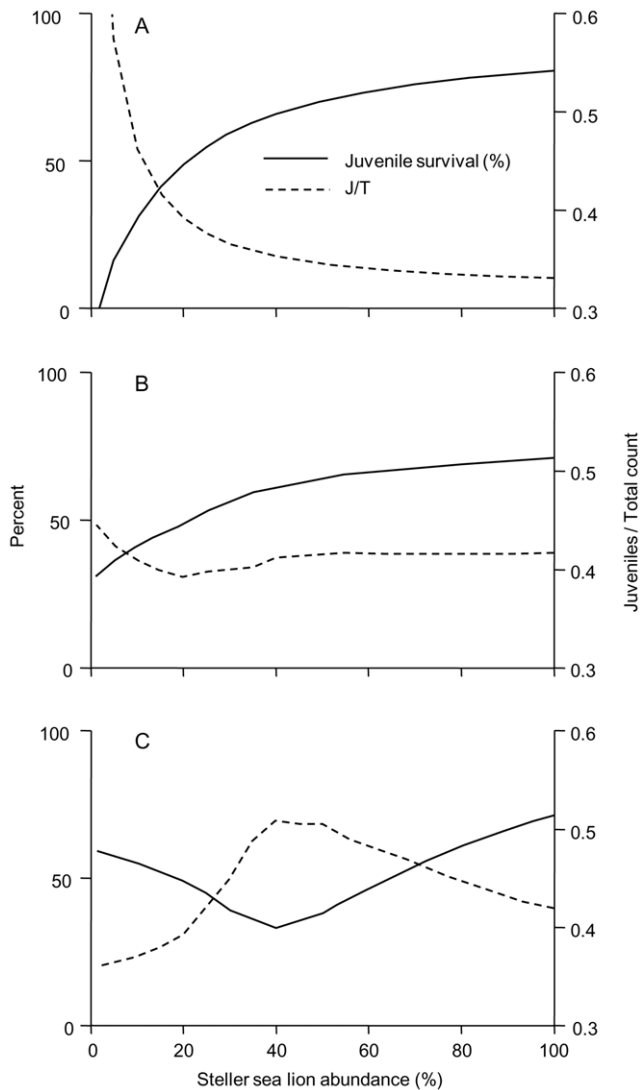 A
100
50
0
0.6
0.5
0.4
0.3
Juvenile survival (%)
J/T
B
100
50
0
0.6
0.5
0.4
0.3
Percent
Juveniles / Total count
C
100
50
0
0.6
0.5
0.4
0.3
0 20 40 60 80 100
Steller sea lion abundance (%)